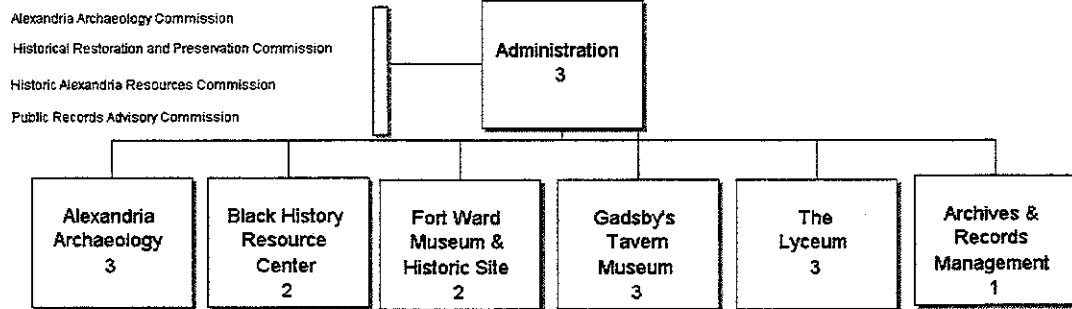 Alexandria Archaeology Commission
Historical Restoration and Preservation Commission
Historic Alexandria Resources Commission
Public Records Advisory Commission
Administration
3
Alexandria
Archaeology
3
Black History
Resource
Center
2
Fort Ward
Museum &
Historic Site
2
Gadsby's
Tavern
Museum
3
The
Lyceum
3
Archives &
Records
Management
1